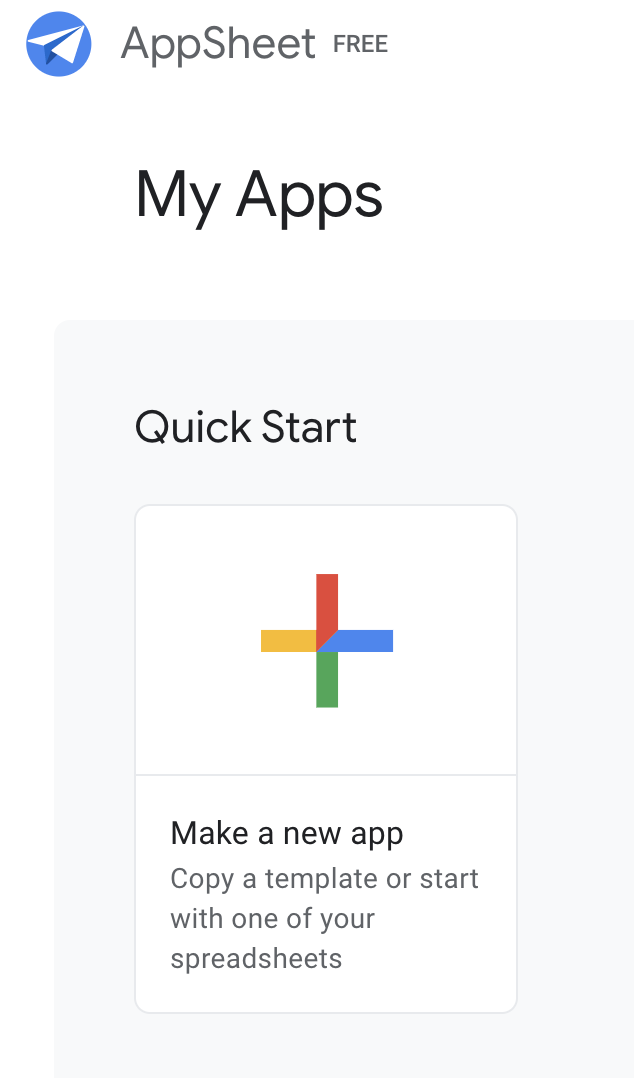 AppSheet FREE
My Apps
Quick Start
Make a new app
Copy a template or start
with one of your
spreadsheets